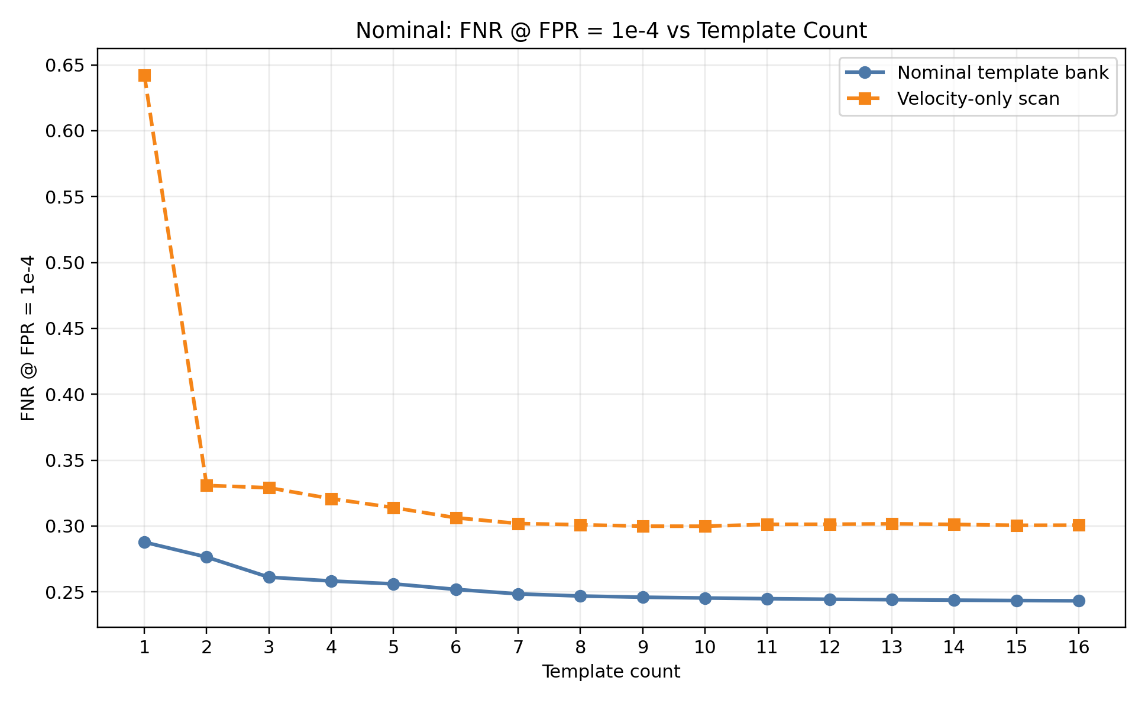 Nominal: FNR @ FPR = 1e-4 vs Template Count
Nominal template bank
Velocity-only scan
FNR @ FPR = 1e-4
0.65
0.60
0.55
0.50
0.45
0.40
0.35
0.30
0.25
1 2 3 4 5 6 7 8 9 10 11 12 13 14 15 16
Template count